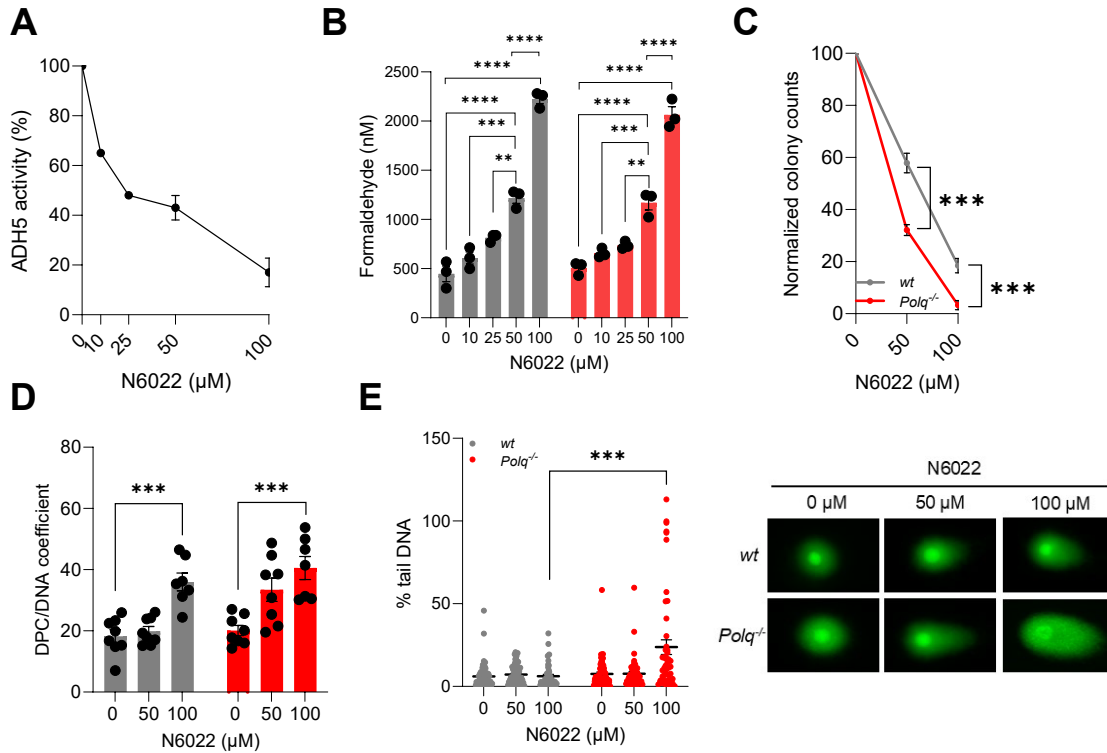 A
ADH5 activity (%)
100
80
60
40
20
0
0 10 25 50 100
N6022 (µM)
B
Formaldehyde (nM)
2500
2000
1500
1000
500
0
**** ****
**** ****
**** ****
*** ***
** **
0 10 25 50 100 0 10 25 50 100
N6022 (µM)
C
Normalized colony counts
100
80
60
40
20
0
***
***
wt
Polq-/-
0 50 100
N6022 (µM)
D
DPC/DNA coefficient
80
60
40
20
0
*** ***
0 50 100 0 50 100
N6022 (µM)
E
% tail DNA
150
100
50
0
wt
Polq-/-
***
0 50 100 0 50 100
N6022 (µM)
N6022
0 µM 50 µM 100 µM
wt
Polq-/-